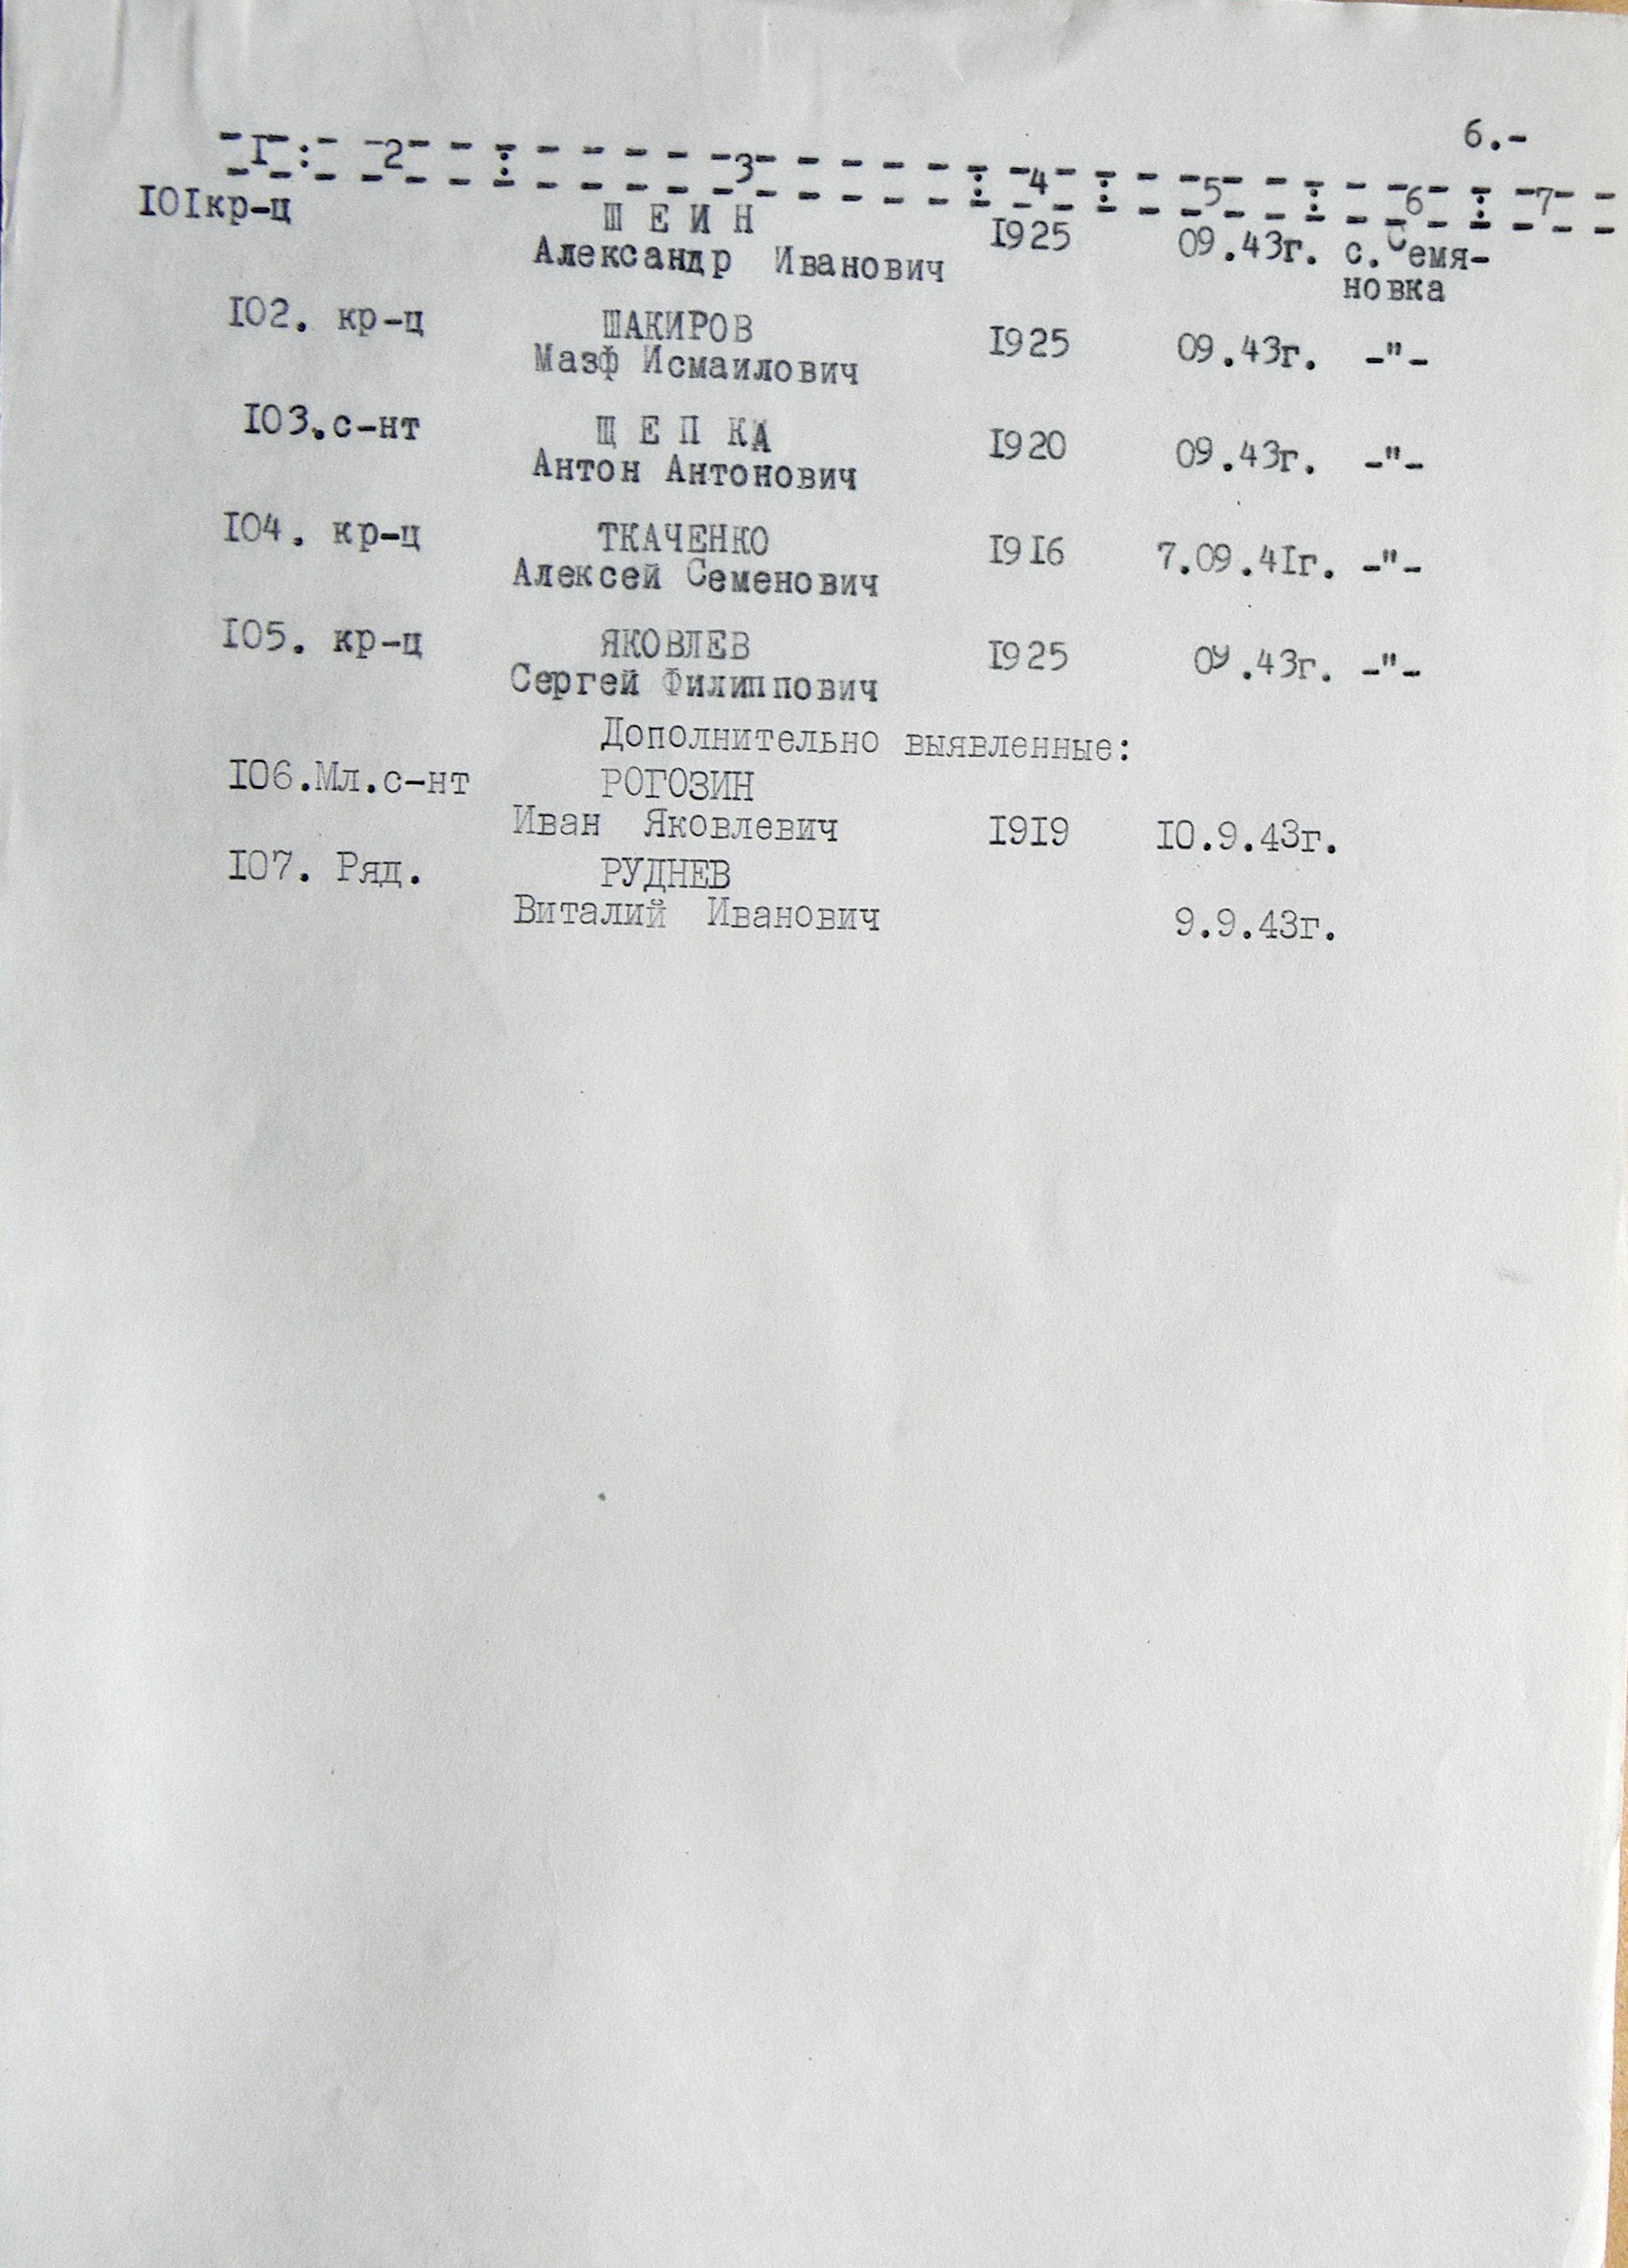 6.-
-I-:- -2- - : - - - - -3- - - - - : -4- : - -5- - : - -6- : -7- -
101кр-ц Ш Е И Н 1925 09.43г. с.Семя-
Александр Иванович новка
102. кр-ц ШАКИРОВ 1925 09.43г. -"-
Мазф Исмаилович
103.с-нт Щ Е П КА 1920 09.43г. -"-
Антон Антонович
104. кр-ц ТКАЧЕНКО 1916 7.09.41г. -"-
Алексей Семенович
105. кр-ц ЯКОВЛЕВ 1925 09.43г. -"-
Сергей Филиппович
Дополнительно выявленные:
106.Мл.с-нт РОГОЗИН
Иван Яковлевич 1919 10.9.43г.
107. Ряд. РУДНЕВ
Виталий Иванович 9.9.43г.